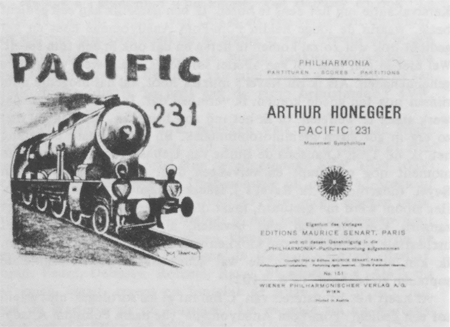 PACIFIC
231
PHILHARMONIA
PARTITUREN - SCORES - PARTITIONS
ARTHUR HONEGGER
PACIFIC 231
Mouvement Symphonique
Eigentum des Verlages
EDITIONS MAURICE SENART, PARIS
und mit dessen Genehmigung in die
„PHILHARMONIA“-Partiturensammlung aufgenommen
No. 151
WIENER PHILHARMONISCHER VERLAG A/G.
WIEN
Printed in Austria